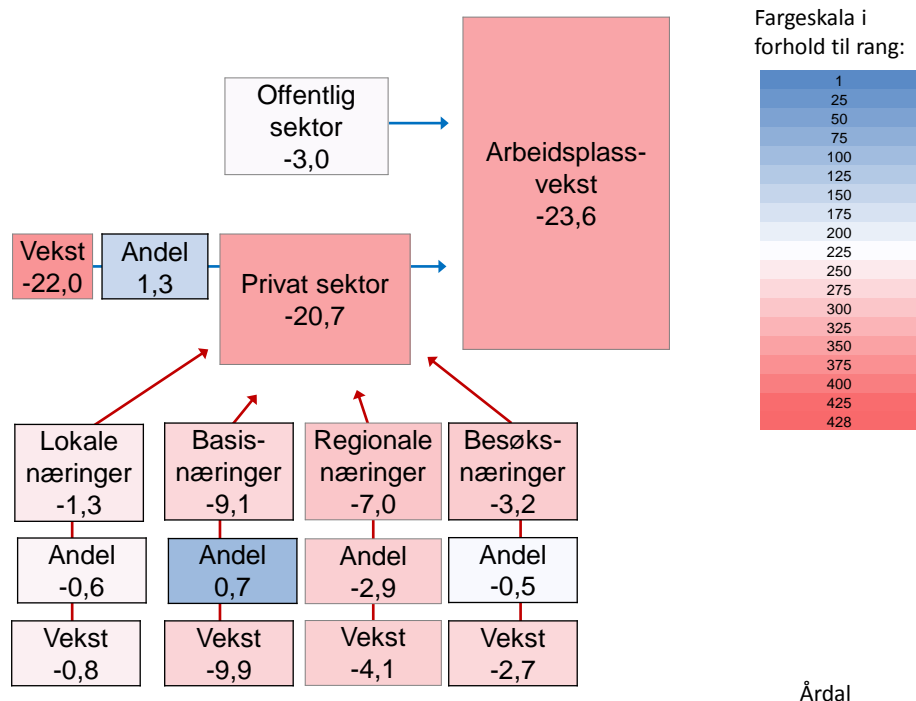 Fargeskala i
forhold til rang:
1
25
50
75
100
125
150
175
200
225
250
275
300
325
350
375
400
425
428
Offentlig
sektor
-3,0
Arbeidsplass-
vekst
-23,6
Vekst
-22,0
Andel
1,3
Privat sektor
-20,7
Lokale
næringer
-1,3
Basis-
næringer
-9,1
Regionale
næringer
-7,0
Besøks-
næringer
-3,2
Andel
-0,6
Andel
0,7
Andel
-2,9
Andel
-0,5
Vekst
-0,8
Vekst
-9,9
Vekst
-4,1
Vekst
-2,7
Årdal